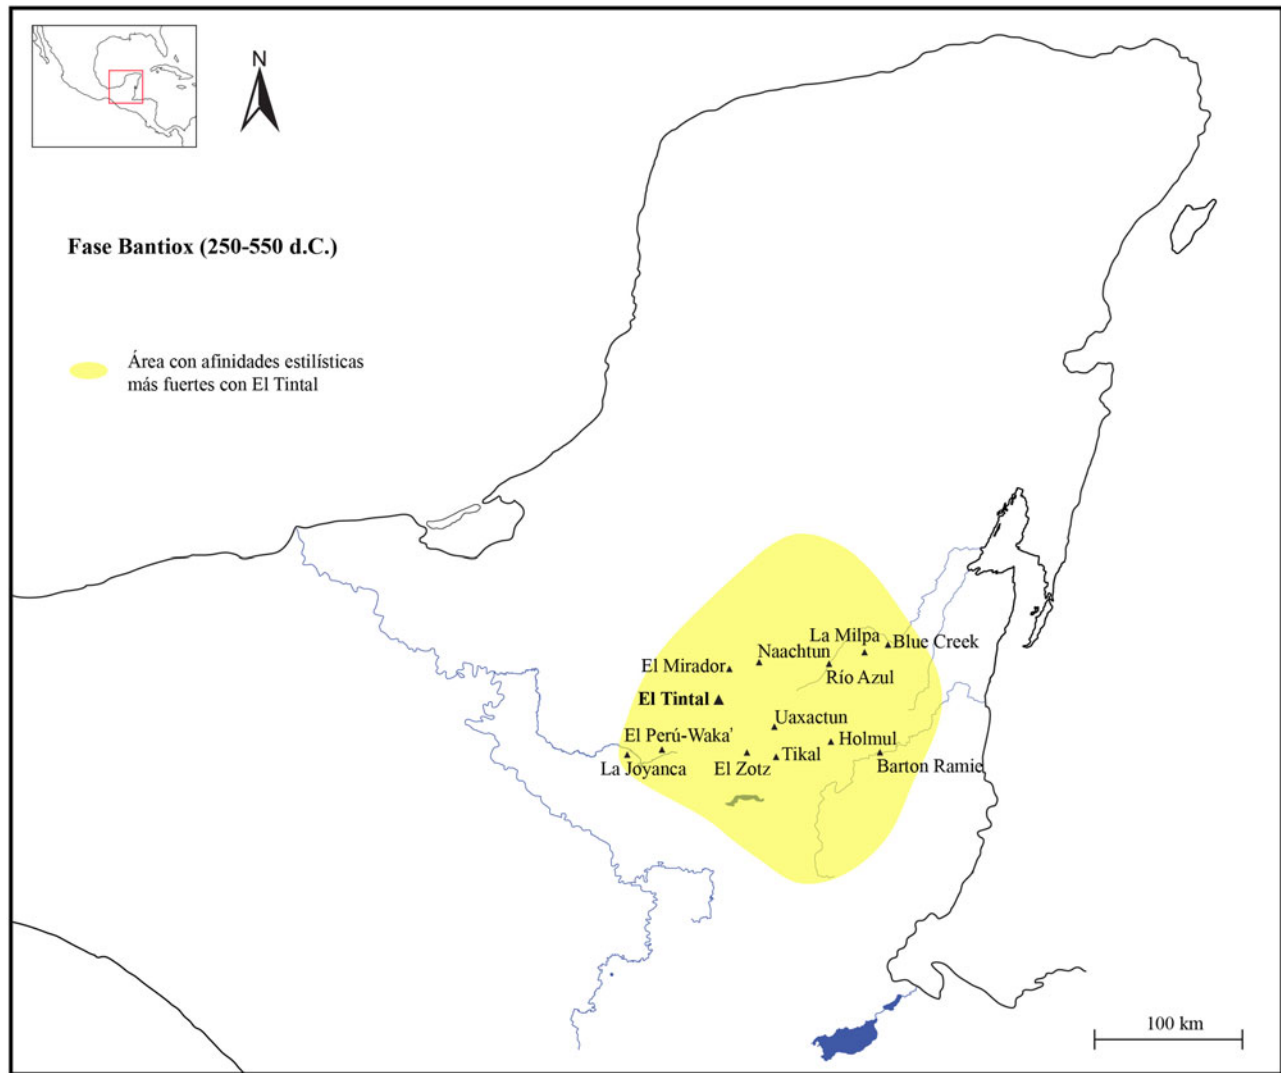 N
Fase Bantiox (250-550 d.C.)
Área con afinidades estilísticas
más fuertes con El Tintal
La Milpa
Blue Creek
Naachtun
El Mirador
Río Azul
El Tintal
Uaxactun
El Perú-Waka'
Holmul
La Joyanca
El Zotz
Tikal
Barton Ramie
100 km